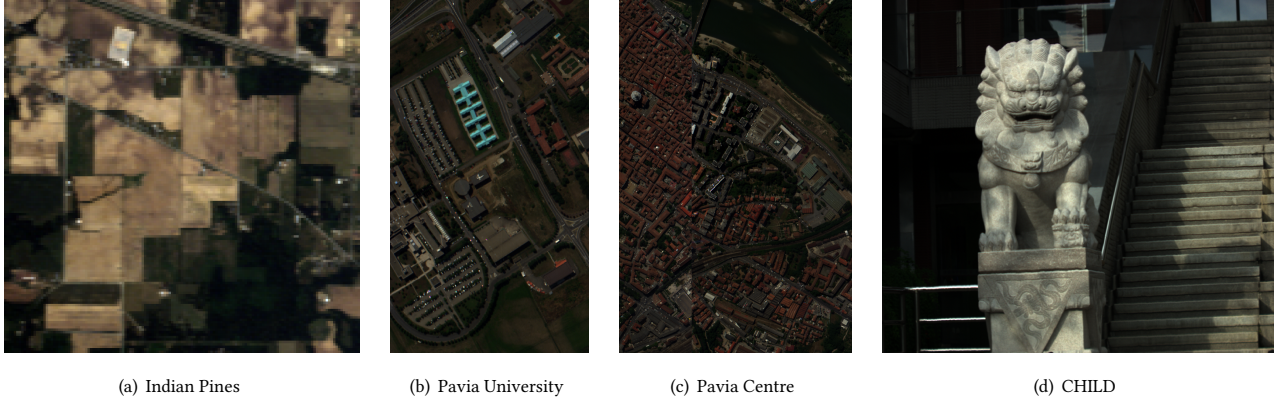 (a) Indian Pines
(b) Pavia University
(c) Pavia Centre
(d) CHILD